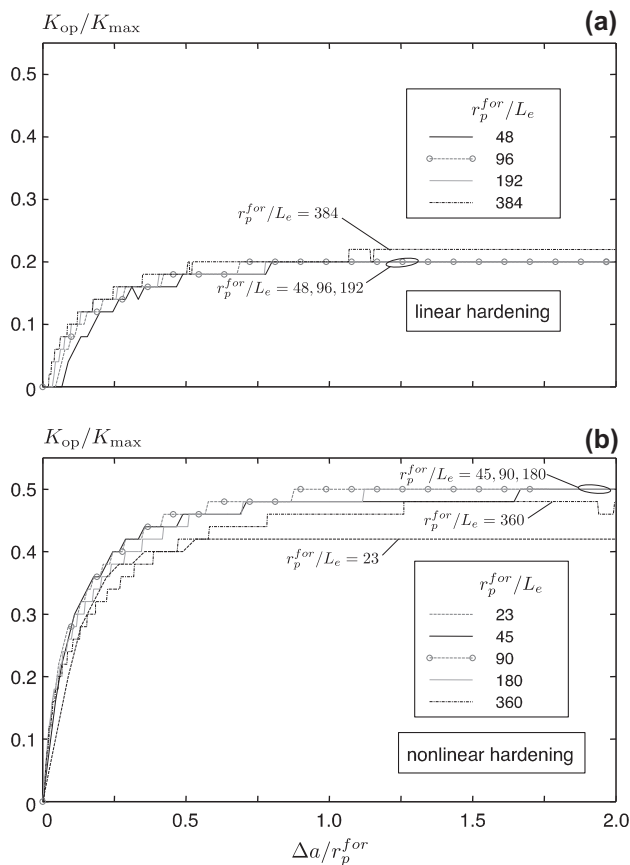 K_op/K_max
(a)
0.5
0.4
0.3
0.2
0.1
0
r_p^for/L_e
48
96
192
384
r_p^for/L_e = 384
r_p^for/L_e = 48, 96, 192
linear hardening
K_op/K_max
(b)
0.5
0.4
0.3
0.2
0.1
0
r_p^for/L_e = 45, 90, 180
r_p^for/L_e = 360
r_p^for/L_e = 23
r_p^for/L_e
23
45
90
180
360
nonlinear hardening
0 0.5 1.0 1.5 2.0
Δa/r_p^for